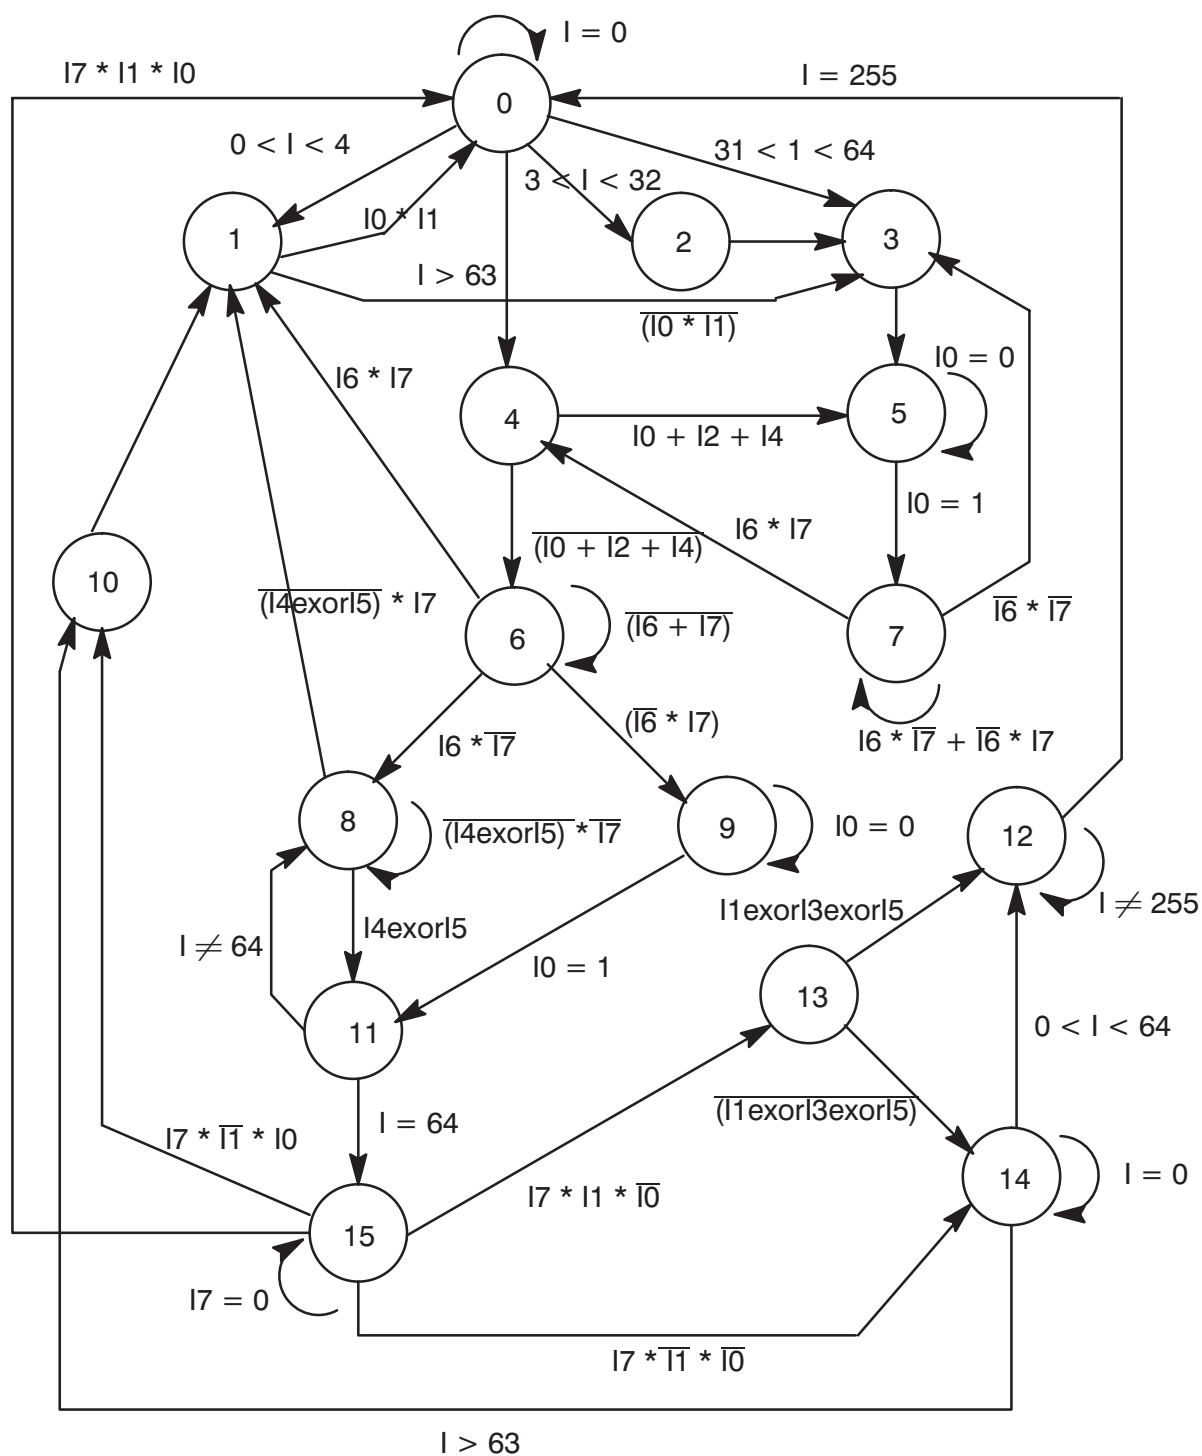 I = 0
I7 * I1 * I0
I = 255
0
0 < I < 4
31 < 1 < 64
3 < I < 32
1
I0 * I1
2
3
I > 63
(I0 * I1)‾
I0 = 0
I6 * I7
4
5
I0 + I2 + I4
I0 = 1
I6 * I7
(I0 + I2 + I4)‾
10
(I4exorI5)‾ * I7
6
(I6 + I7)‾
7
I6‾ * I7‾
(I6‾ * I7)
I6 * I7‾
I6 * I7‾ + I6‾ * I7
8
(I4exorI5)‾ * I7‾
9
I0 = 0
12
I ≠ 255
I1exorI3exorI5
I4exorI5
I ≠ 64
I0 = 1
13
11
0 < I < 64
(I1exorI3exorI5)‾
I = 64
I7 * I1‾ * I0
14
I = 0
I7 * I1 * I0‾
15
I7 = 0
I7 * I1‾ * I0‾
I > 63